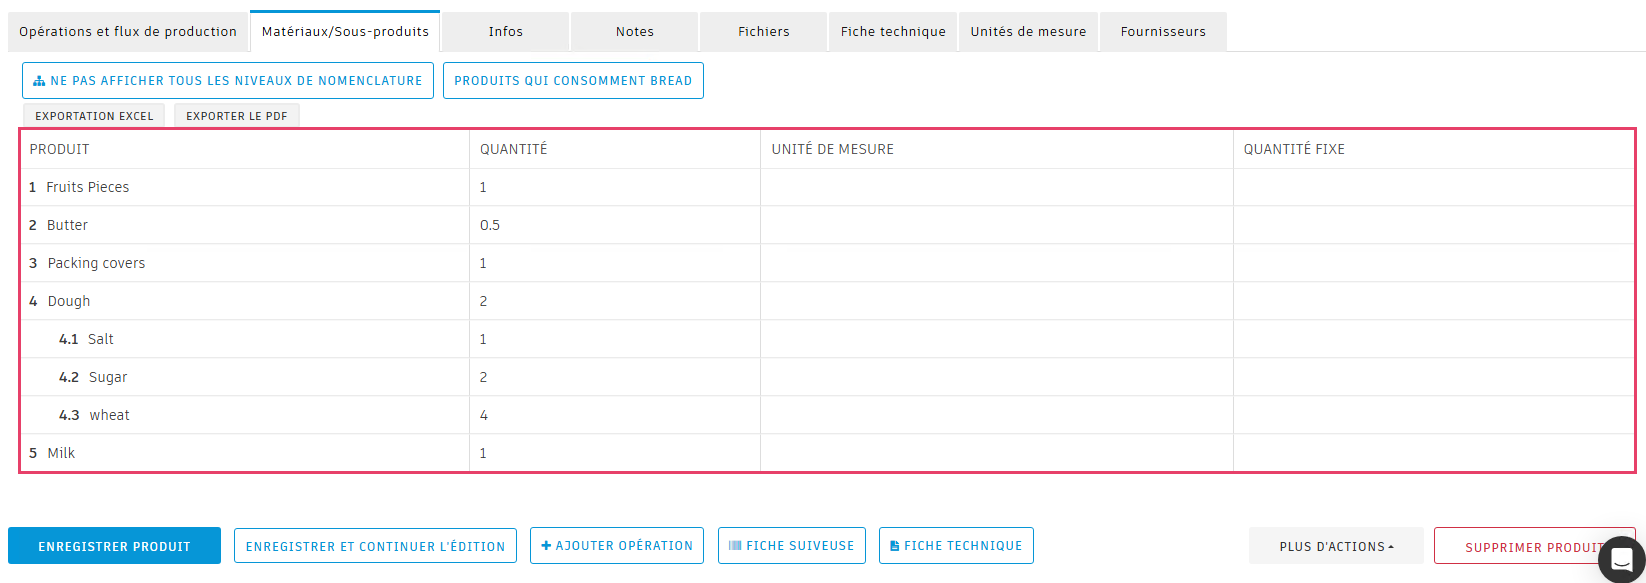 Opérations et flux de production Matériaux/Sous-produits Infos Notes Fichiers Fiche technique Unités de mesure Fournisseurs
NE PAS AFFICHER TOUS LES NIVEAUX DE NOMENCLATURE PRODUITS QUI CONSOMMENT BREAD
EXPORTATION EXCEL EXPORTER LE PDF
PRODUIT QUANTITÉ UNITÉ DE MESURE QUANTITÉ FIXE
1 Fruits Pieces 1
2 Butter 0.5
3 Packing covers 1
4 Dough 2
4.1 Salt 1
4.2 Sugar 2
4.3 wheat 4
5 Milk 1
ENREGISTRER PRODUIT ENREGISTRER ET CONTINUER L'ÉDITION AJOUTER OPÉRATION FICHE SUIVEUSE FICHE TECHNIQUE PLUS D'ACTIONS SUPPRIMER PRODUIT